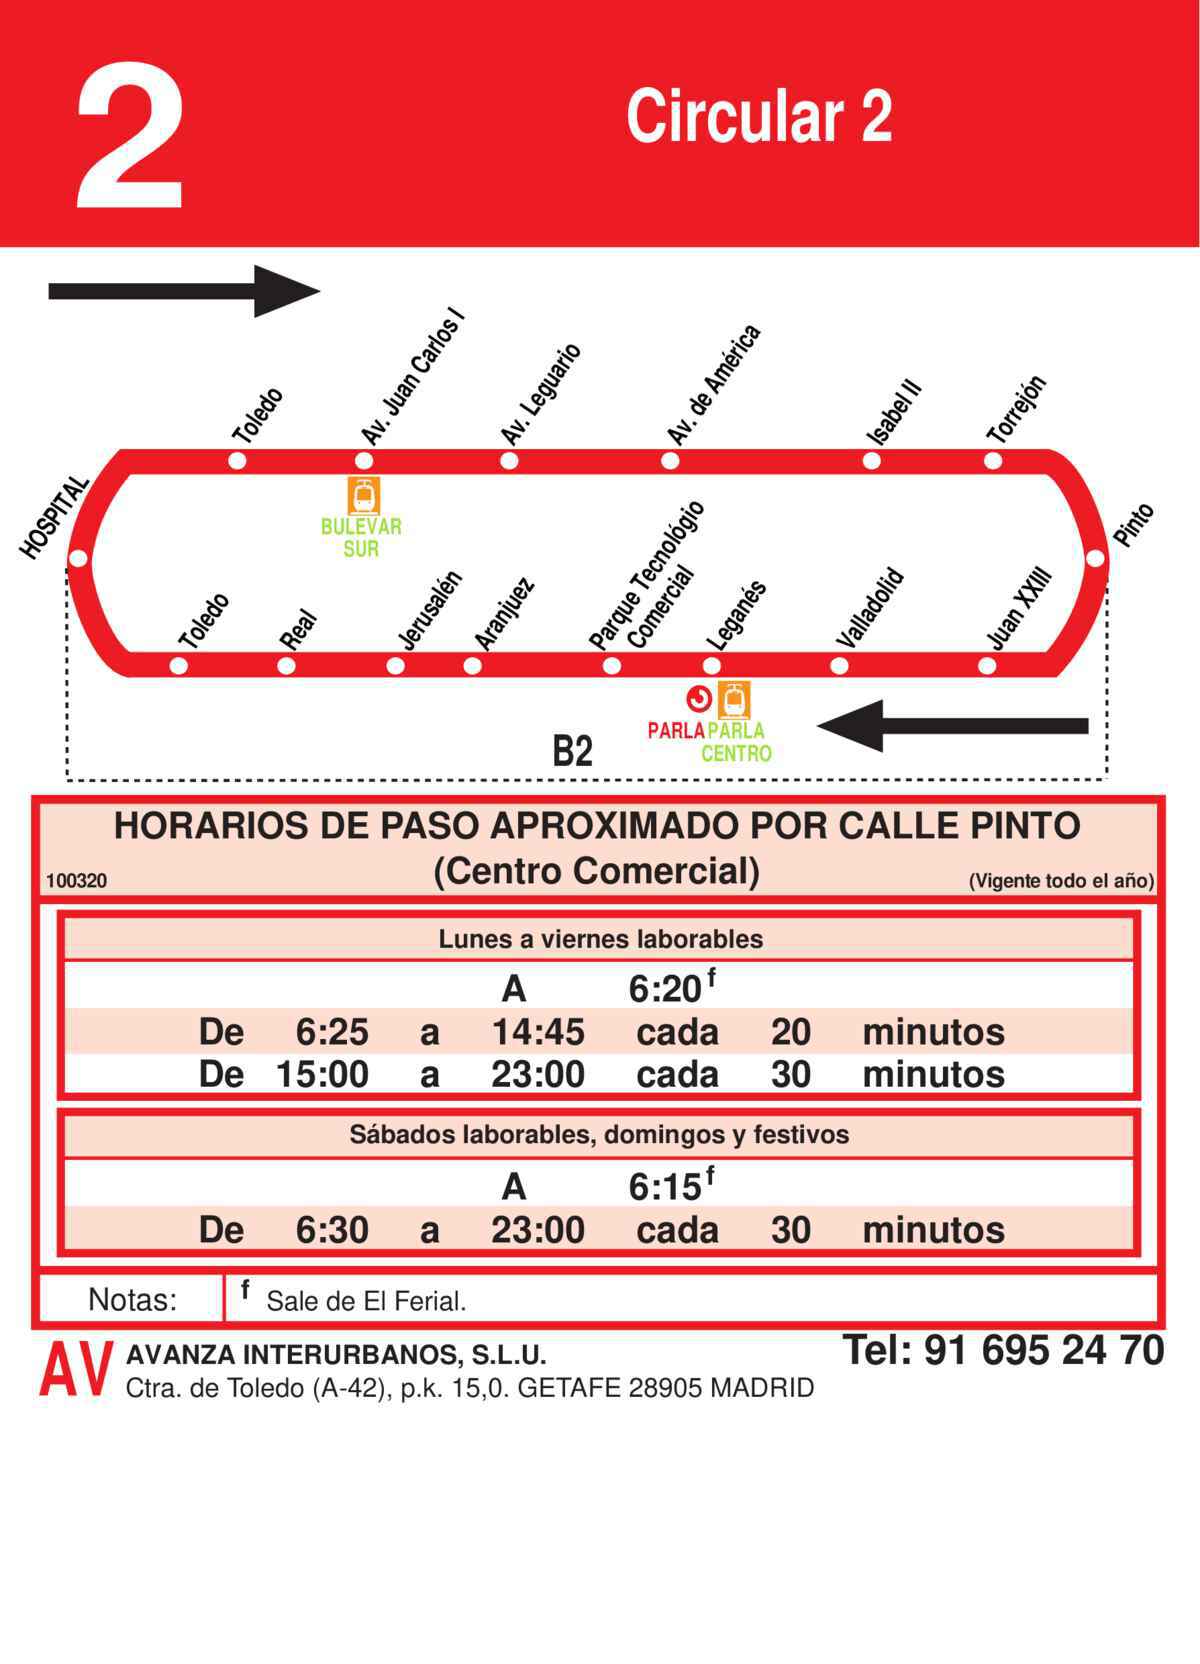 2
Circular 2
Toledo
Av. Juan Carlos I
Av. Leguario
Av. de América
Isabel II
Torrejón
HOSPITAL
BULEVAR
SUR
Pinto
Toledo
Real
Jerusalén
Aranjuez
Parque Tecnológio
Comercial
Leganés
Valladolid
Juan XXIII
PARLA PARLA
CENTRO
B2
HORARIOS DE PASO APROXIMADO POR CALLE PINTO
(Centro Comercial)
100320
(Vigente todo el año)
Lunes a viernes laborables
A 6:20 f
De 6:25 a 14:45 cada 20 minutos
De 15:00 a 23:00 cada 30 minutos
Sábados laborables, domingos y festivos
A 6:15 f
De 6:30 a 23:00 cada 30 minutos
Notas: f Sale de El Ferial.
AV AVANZA INTERURBANOS, S.L.U.
Tel: 91 695 24 70
Ctra. de Toledo (A-42), p.k. 15,0. GETAFE 28905 MADRID